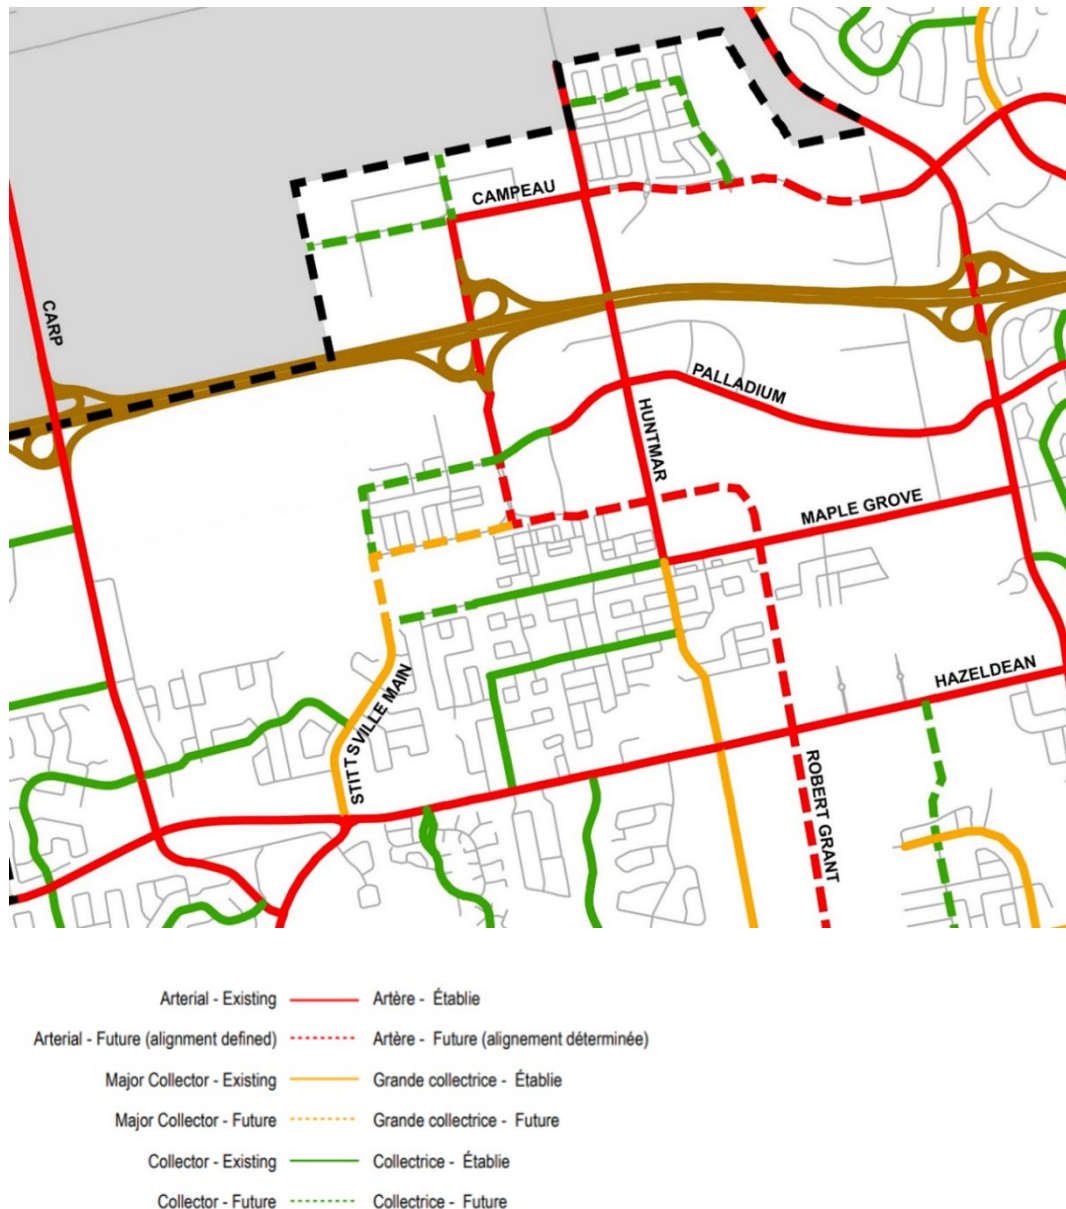 CAMPEAU
CARP
PALLADIUM
HUNTMAR
MAPLE GROVE
HAZELDEAN
STITTSVILLE MAIN
ROBERT GRANT
Arterial - Existing Artère - Établie
Arterial - Future (alignment defined) Artère - Future (alignement déterminée)
Major Collector - Existing Grande collectrice - Établie
Major Collector - Future Grande collectrice - Future
Collector - Existing Collectrice - Établie
Collector - Future Collectrice - Future